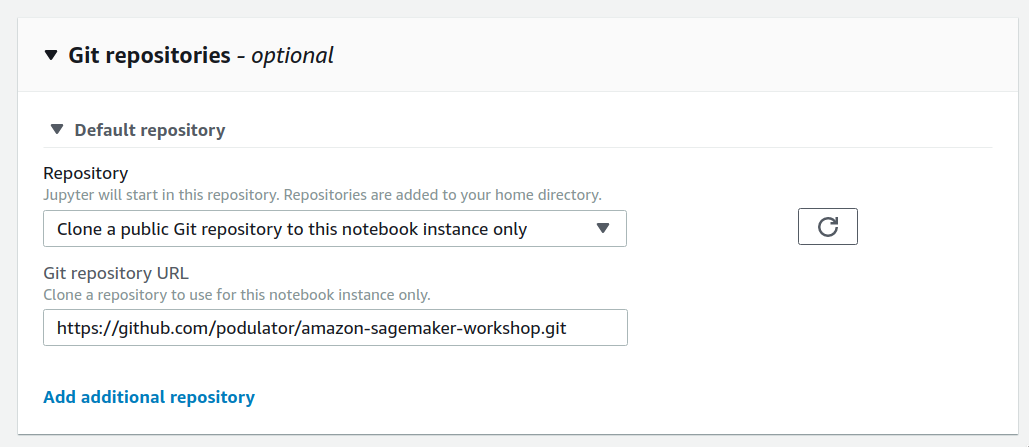 Git repositories - optional
Default repository
Repository
Jupyter will start in this repository. Repositories are added to your home directory.
Clone a public Git repository to this notebook instance only
Git repository URL
Clone a repository to use for this notebook instance only.
https://github.com/podulator/amazon-sagemaker-workshop.git
Add additional repository